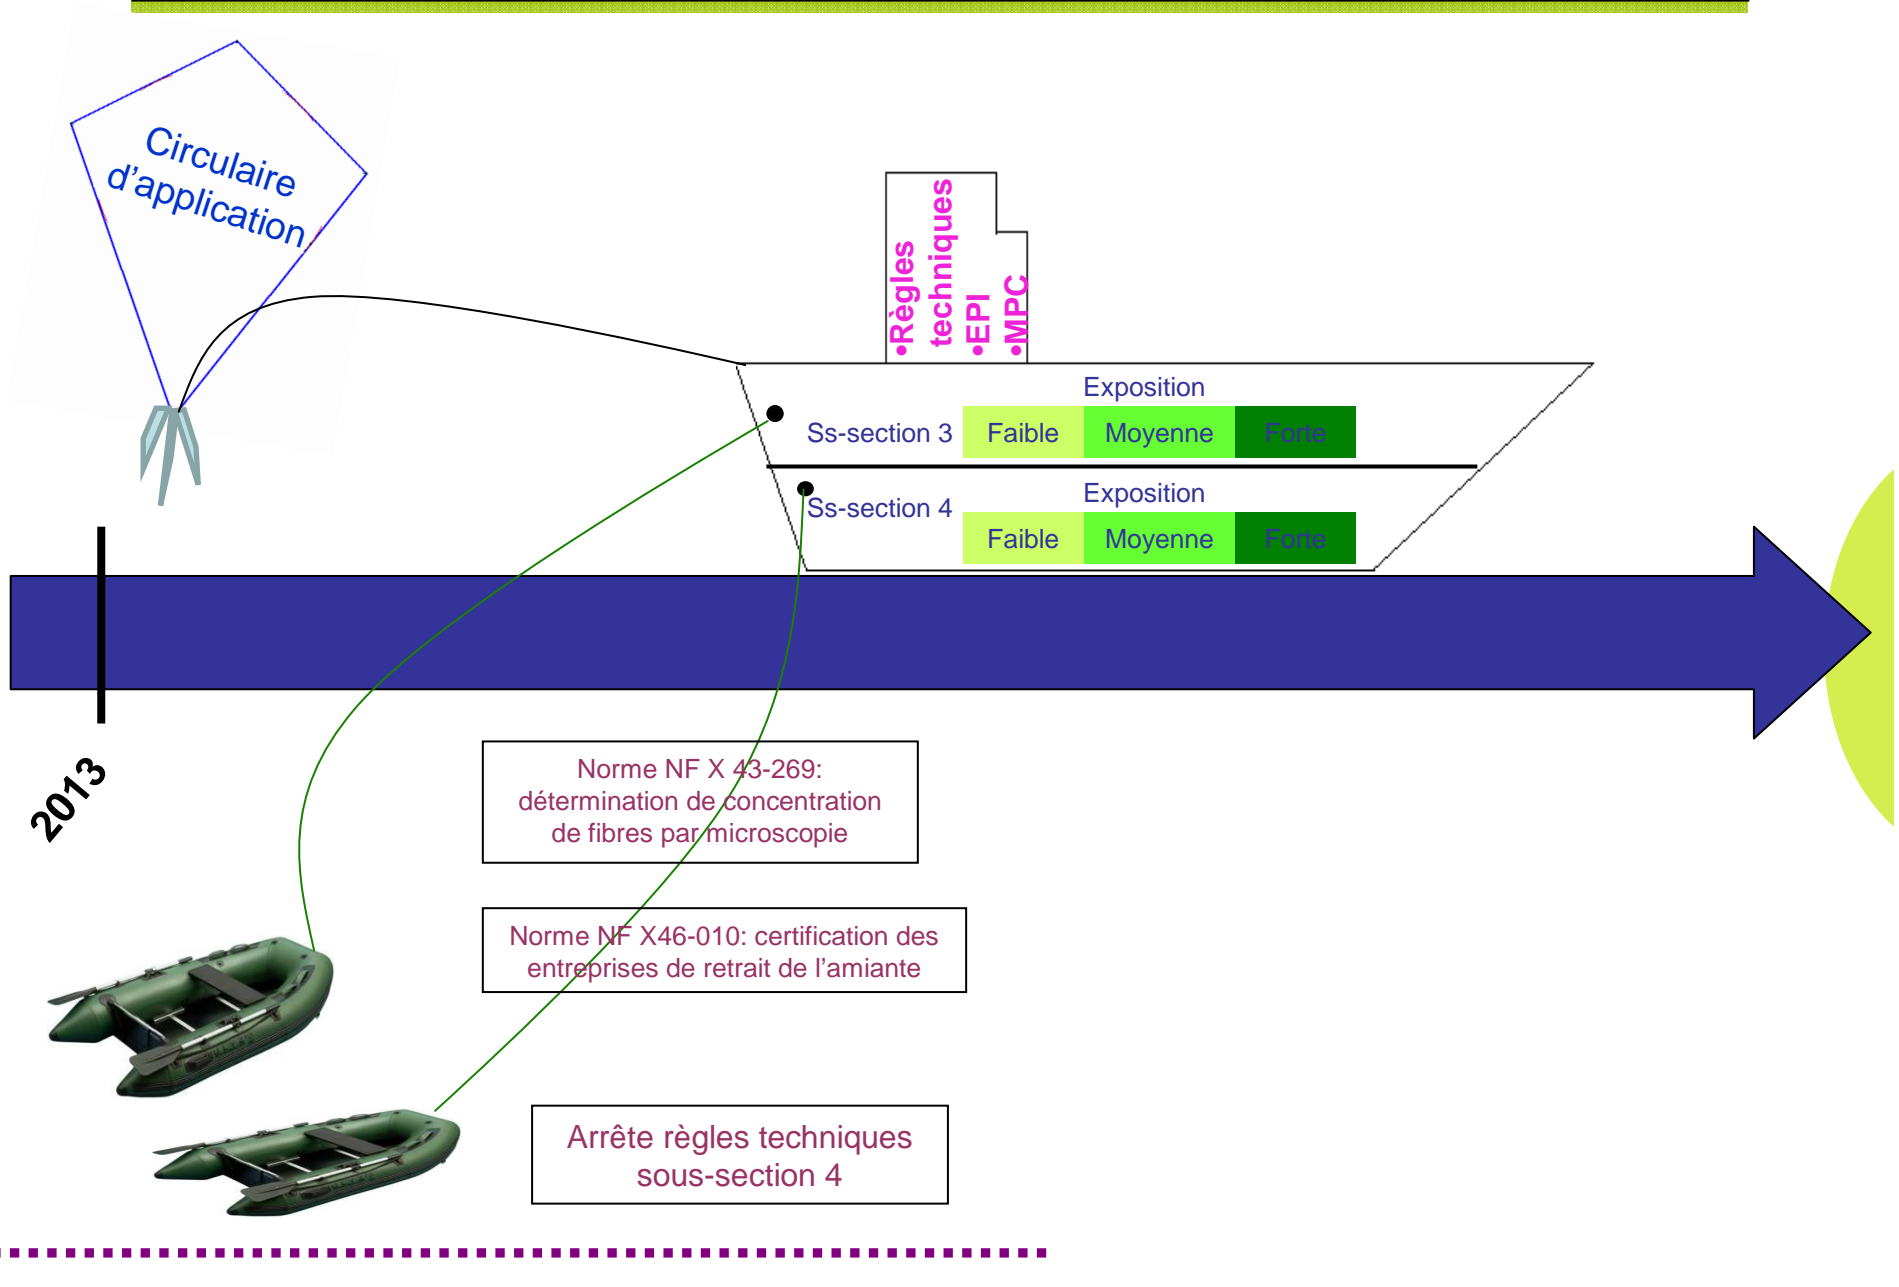 Circulaire
d’application
•Règles
techniques
•EPI
•MPC
Exposition
Ss-section 3 Faible Moyenne Forte
Exposition
Ss-section 4
Faible Moyenne Forte
2013
Norme NF X 43-269:
détermination de concentration
de fibres par microscopie
Norme NF X46-010: certification des
entreprises de retrait de l’amiante
Arrête règles techniques
sous-section 4